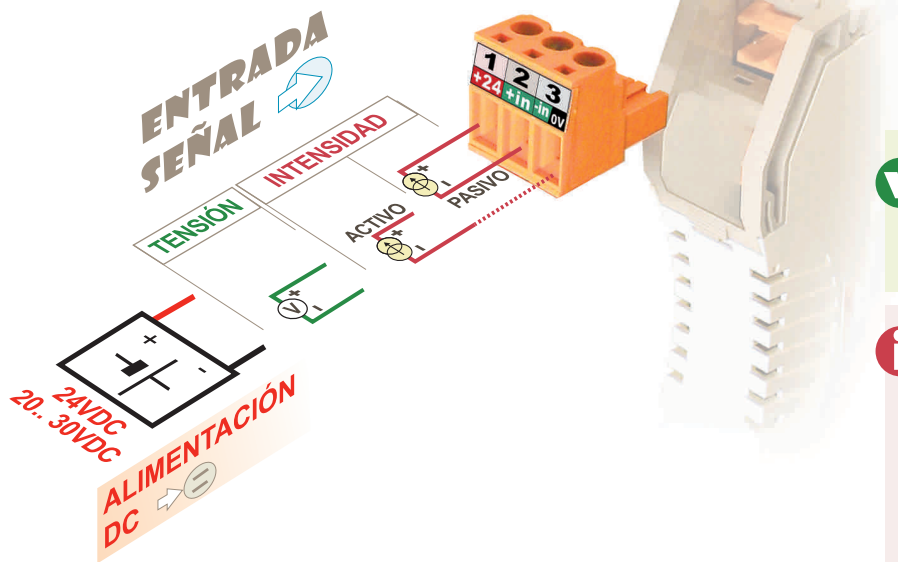 ENTRADA
SEÑAL
1 2 3
+24 +in -in 0V
INTENSIDAD
TENSIÓN
+
-
PASIVO
ACTIVO
+
-
+
V
-
+
-
24VDC
20.. 30VDC
ALIMENTACIÓN
DC